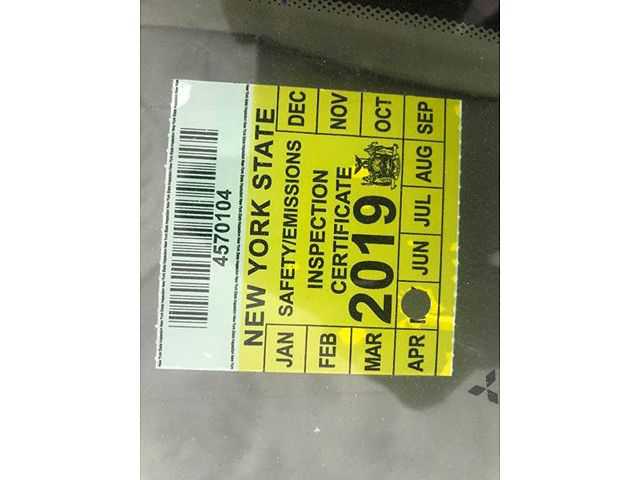 4570104
NEW YORK STATE
SAFETY/EMISSIONS
INSPECTION
CERTIFICATE
2019
DEC
NOV
OCT
SEP
AUG
JUL
JUN
APR
MAR
FEB
JAN